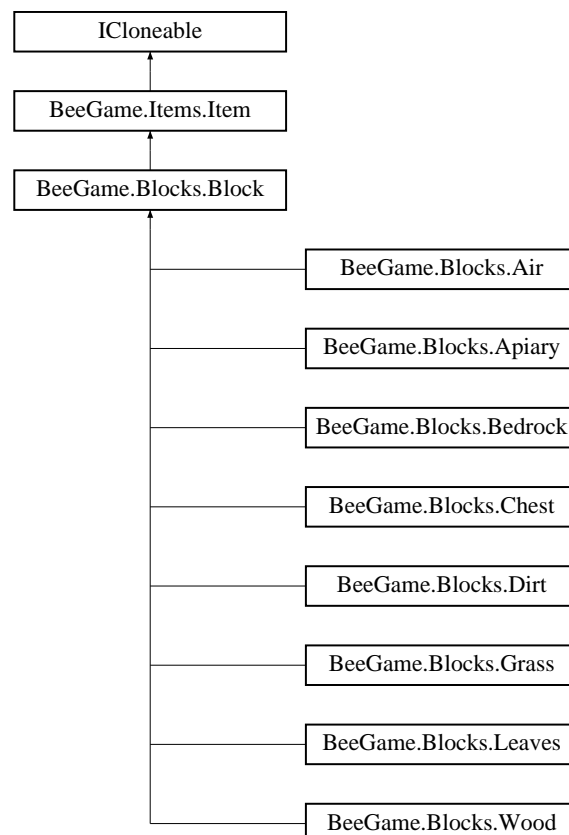 ICloneable
BeeGame.Items.Item
BeeGame.Blocks.Block
BeeGame.Blocks.Air
BeeGame.Blocks.Apiary
BeeGame.Blocks.Bedrock
BeeGame.Blocks.Chest
BeeGame.Blocks.Dirt
BeeGame.Blocks.Grass
BeeGame.Blocks.Leaves
BeeGame.Blocks.Wood